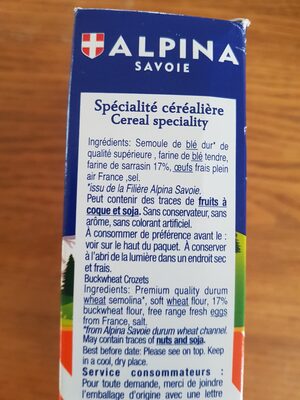 ALPINA
SAVOIE
Spécialité céréalière
Cereal speciality
Ingrédients: Semoule de blé dur* de
qualité supérieure , farine de blé tendre,
farine de sarrasin 17%, œufs frais plein
air France ,sel.
*issu de la Filière Alpina Savoie.
Peut contenir des traces de fruits à
coque et soja. Sans conservateur, sans
arôme, sans colorant artificiel.
À consommer de préférence avant le :
voir sur le haut du paquet. À conserver
à l'abri de la lumière dans un endroit sec
et frais.
Buckwheat Crozets
Ingredients: Premium quality durum
wheat semolina*, soft wheat flour, 17%
buckwheat flour, free range fresh eggs
from France, salt.
*from Alpina Savoie durum wheat channel.
May contain traces of nuts and soja.
Best before date: Please see on top. Keep
in a cool, dry place.
Service consommateurs :
Pour toute demande, merci de joindre
l'emballage d'origine avec une lettre